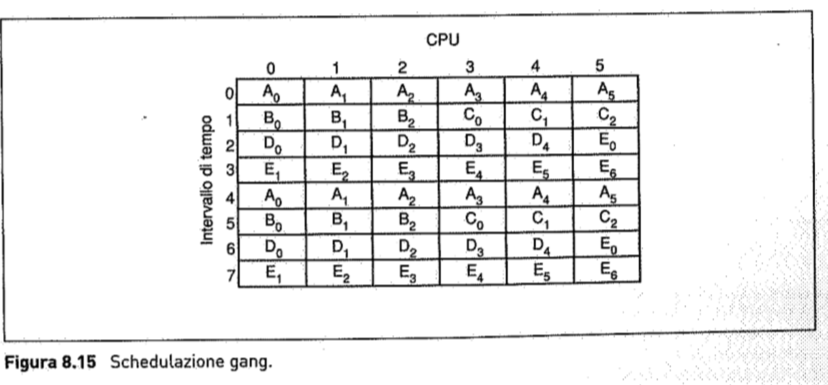 CPU
0 1 2 3 4 5
Intervallo di tempo
0 A₀ A₁ A₂ A₃ A₄ A₅
1 B₀ B₁ B₂ C₀ C₁ C₂
2 D₀ D₁ D₂ D₃ D₄ E₀
3 E₁ E₂ E₃ E₄ E₅ E₆
4 A₀ A₁ A₂ A₃ A₄ A₅
5 B₀ B₁ B₂ C₀ C₁ C₂
6 D₀ D₁ D₂ D₃ D₄ E₀
7 E₁ E₂ E₃ E₄ E₅ E₆
Figura 8.15 Schedulazione gang.